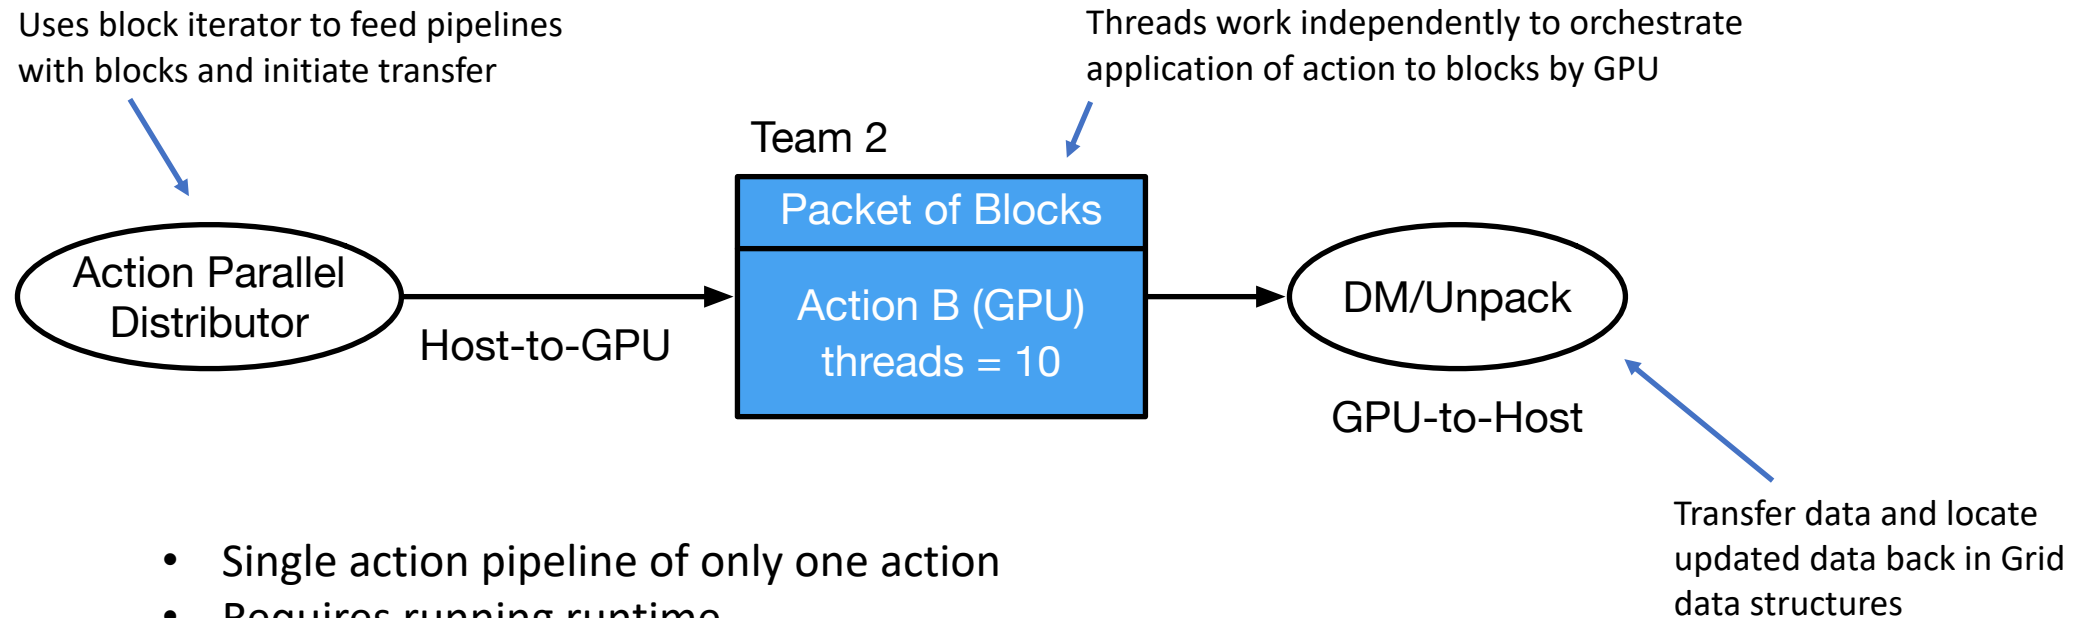 Uses block iterator to feed pipelines
with blocks and initiate transfer
Threads work independently to orchestrate
application of action to blocks by GPU
Team 2
Packet of Blocks
Action Parallel
Distributor
Host-to-GPU
Action B (GPU)
threads = 10
DM/Unpack
GPU-to-Host
Transfer data and locate
updated data back in Grid
data structures
• Single action pipeline of only one action
• Requires running runtime